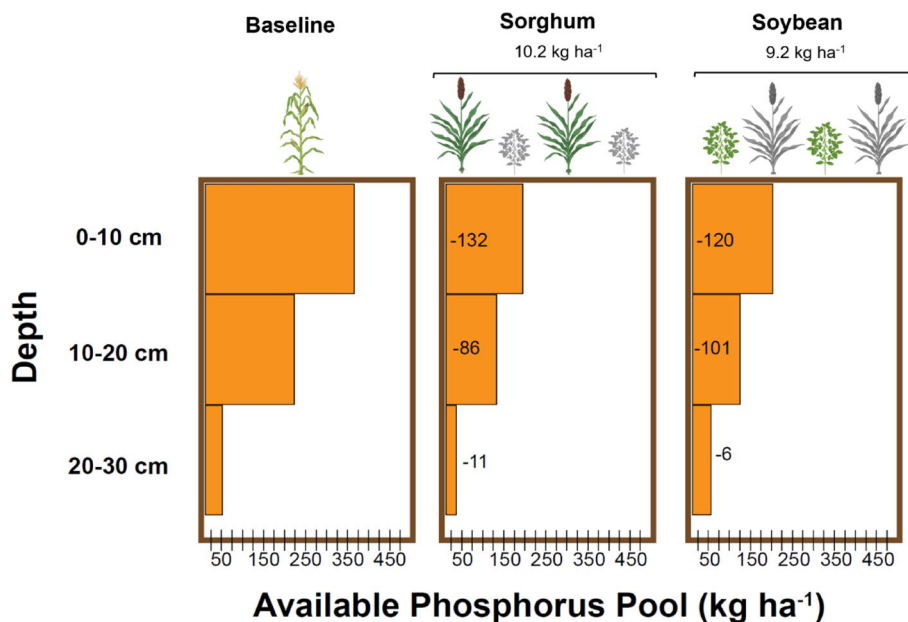 Baseline
Sorghum
10.2 kg ha⁻¹
Soybean
9.2 kg ha⁻¹
Depth
0-10 cm
-132
-120
10-20 cm
-86
-101
20-30 cm
-11
-6
50 150 250 350 450
50 150 250 350 450
50 150 250 350 450
Available Phosphorus Pool (kg ha⁻¹)